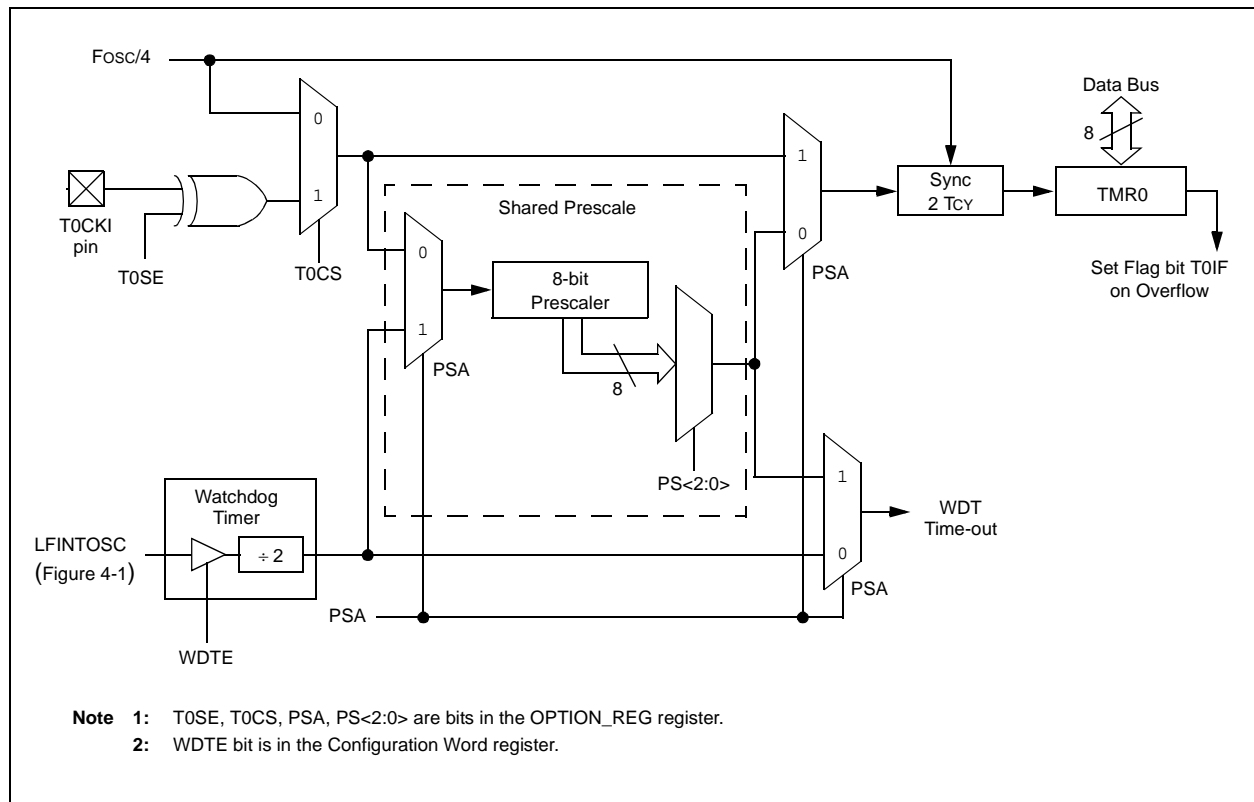 FOSC/4
T0CKI
pin
T0SE
0
1
T0CS
Shared Prescale
0
1
PSA
8-bit
Prescaler
8
PS<2:0>
1
0
PSA
Sync
2 TCY
Data Bus
8
TMR0
Set Flag bit T0IF
on Overflow
Watchdog
Timer
LFINTOSC
(Figure 4-1)
÷ 2
WDTE
PSA
1
0
PSA
WDT
Time-out
Note 1: T0SE, T0CS, PSA, PS<2:0> are bits in the OPTION_REG register.
2: WDTE bit is in the Configuration Word register.